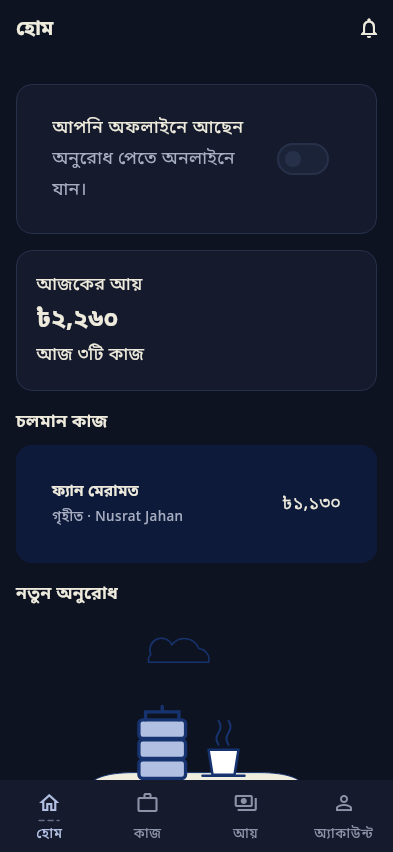 হোম
আপনি অফলাইনে আছেন
অনুরোধ পেতে অনলাইনে
যান।
আজকের আয়
৳২,২৬০
আজ ৩টি কাজ
চলমান কাজ
ফ্যান মেরামত
গৃহীত · Nusrat Jahan
৳১,১৩০
নতুন অনুরোধ
হোম
কাজ
আয়
অ্যাকাউন্ট